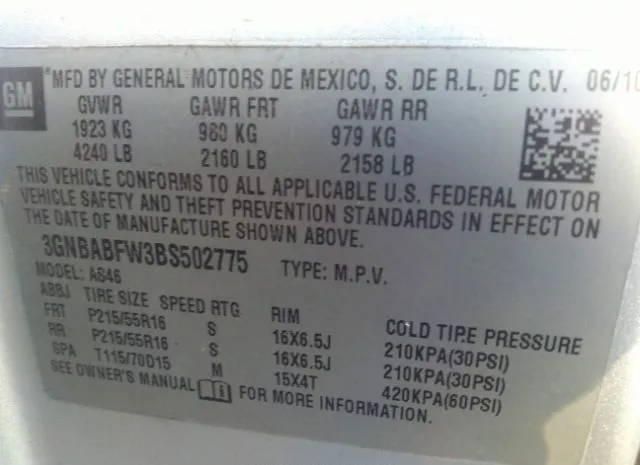 GM
MFD BY GENERAL MOTORS DE MEXICO, S. DE R.L. DE C.V. 06/10
GVWR GAWR FRT GAWR RR
1923 KG 980 KG 979 KG
4240 LB 2160 LB 2158 LB
THIS VEHICLE CONFORMS TO ALL APPLICABLE U.S. FEDERAL MOTOR
VEHICLE SAFETY AND THEFT PREVENTION STANDARDS IN EFFECT ON
THE DATE OF MANUFACTURE SHOWN ABOVE.
3GNBABFW3BS502775 TYPE: M.P.V.
MODEL: AS46
ABBJ TIRE SIZE SPEED RTG RIM COLD TIRE PRESSURE
FRT P215/55R16 S 16X6.5J 210KPA(30PSI)
RR P215/55R16 S 16X6.5J 210KPA(30PSI)
SPA T115/70D15 M 15X4T 420KPA(60PSI)
SEE OWNER'S MANUAL FOR MORE INFORMATION.